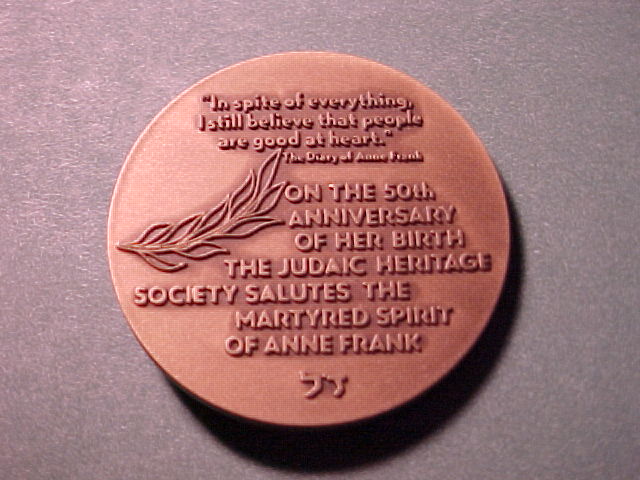 "In spite of everything,
I still believe that people
are good at heart."
The Diary of Anne Frank
ON THE 50th
ANNIVERSARY
OF HER BIRTH
THE JUDAIC HERITAGE
SOCIETY SALUTES THE
MARTYRED SPIRIT
OF ANNE FRANK
ז"ל